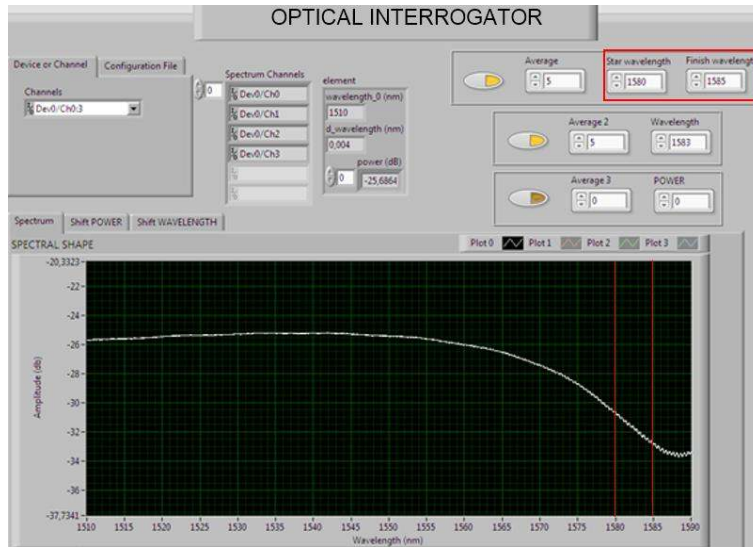 OPTICAL INTERROGATOR
Device or Channel Configuration File
Channels
Dev0/Ch0:3
0
Spectrum Channels
Dev0/Ch0
Dev0/Ch1
Dev0/Ch2
Dev0/Ch3
element
wavelength_0 (nm)
1510
d_wavelength (nm)
0,004
power (dB)
0 -25,6864
Average Star wavelength Finish wavelengt
5 1580 1585
Average 2 Wavelength
5 1583
Average 3 POWER
0 0
Spectrum Shift POWER Shift WAVELENGTH
SPECTRAL SHAPE
Plot 0 Plot 1 Plot 2 Plot 3
-20,3323
-22
-24
-26
-28
-30
-32
-34
-36
-37,7341
Amplitude (db)
1510 1515 1520 1525 1530 1535 1540 1545 1550 1555 1560 1565 1570 1575 1580 1585 1590
Wavelength (nm)